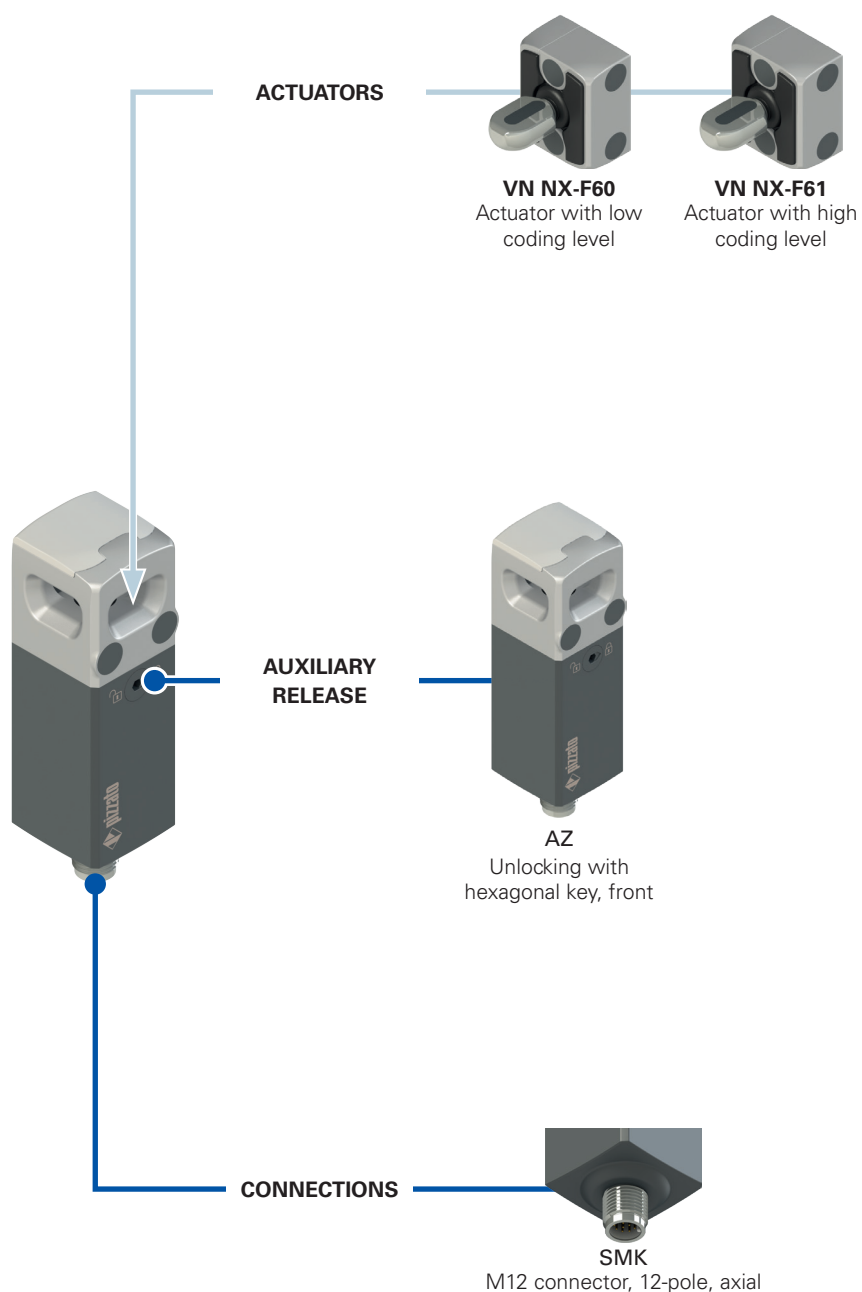 ACTUATORS
VN NX-F60
Actuator with low
coding level
VN NX-F61
Actuator with high
coding level
AUXILIARY
RELEASE
pizzato
pizzato
AZ
Unlocking with
hexagonal key, front
CONNECTIONS
SMK
M12 connector, 12-pole, axial